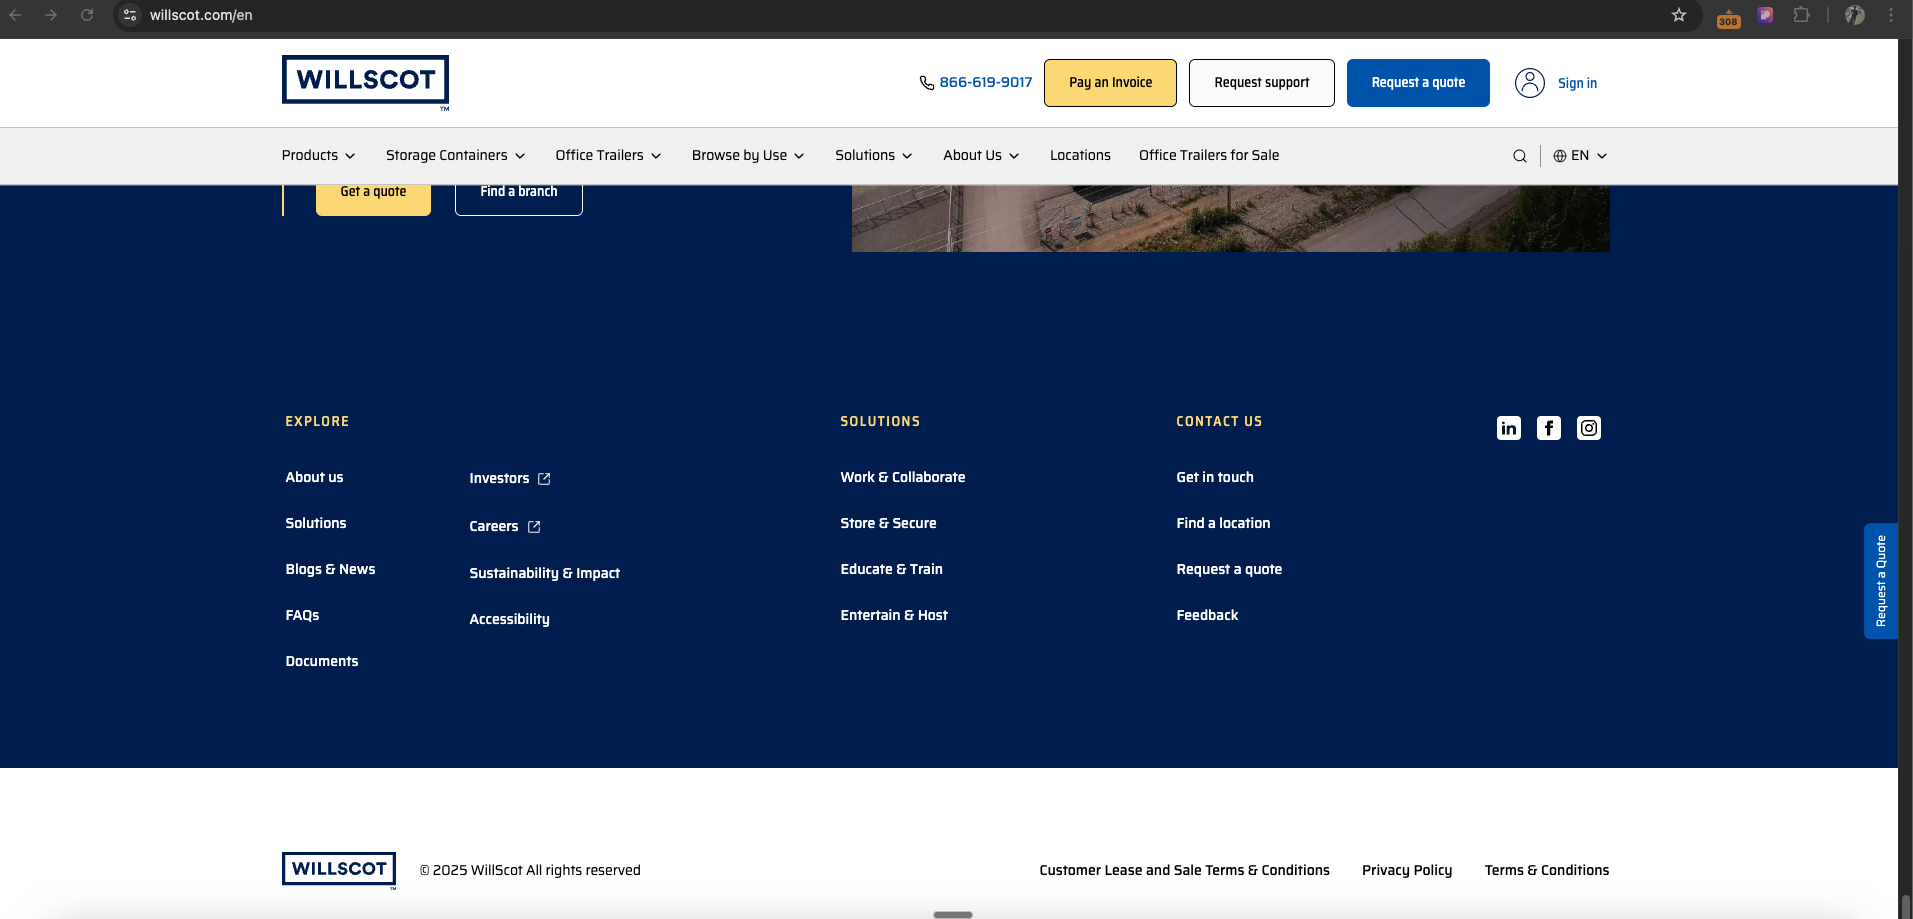 willscot.com/en
308
WILLSCOT
TM
866-619-9017
Pay an Invoice
Request support
Request a quote
Sign in
Products
Storage Containers
Office Trailers
Browse by Use
Solutions
About Us
Locations
Office Trailers for Sale
EN
Get a quote
Find a branch
EXPLORE
About us
Solutions
Blogs & News
FAQs
Documents
Investors
Careers
Sustainability & Impact
Accessibility
SOLUTIONS
Work & Collaborate
Store & Secure
Educate & Train
Entertain & Host
CONTACT US
Get in touch
Find a location
Request a quote
Feedback
in
f
Request a Quote
WILLSCOT
TM
© 2025 WillScot All rights reserved
Customer Lease and Sale Terms & Conditions
Privacy Policy
Terms & Conditions